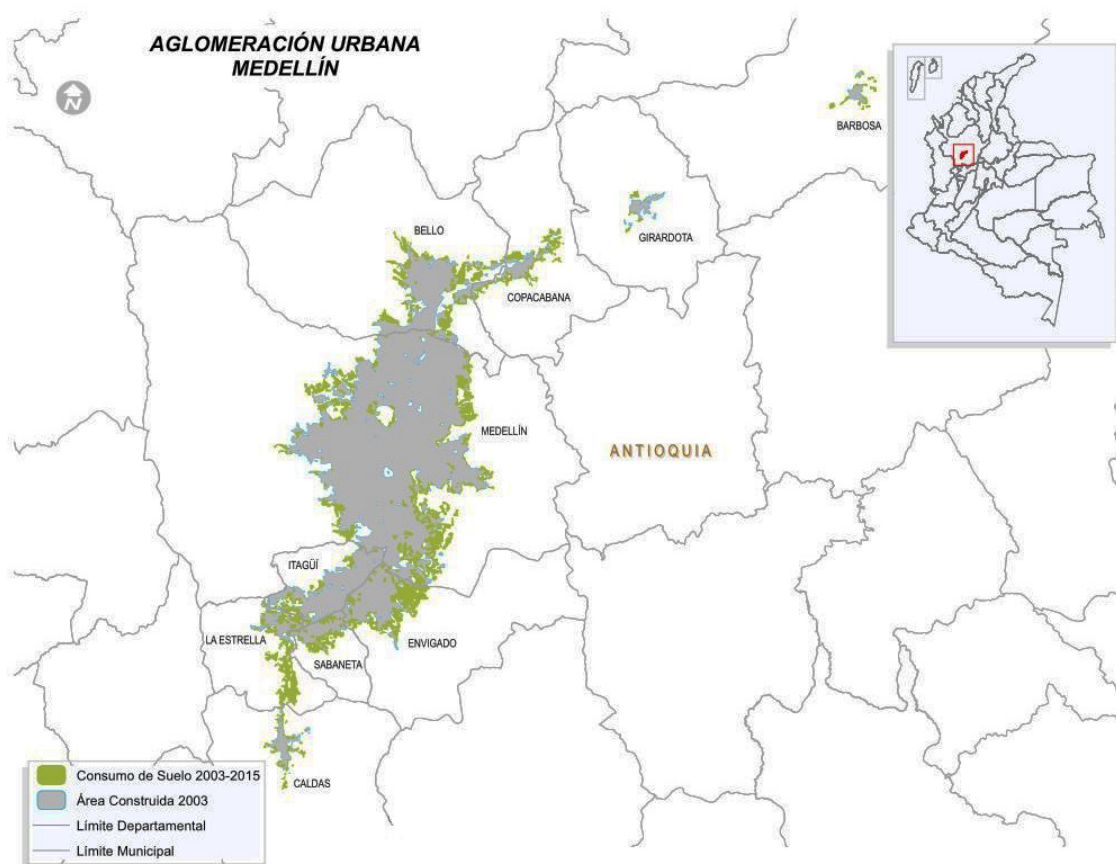 AGLOMERACIÓN URBANA
MEDELLÍN
N
BARBOSA
GIRARDOTA
BELLO
COPACABANA
MEDELLÍN
ANTIOQUIA
ITAGÜÍ
LA ESTRELLA
ENVIGADO
SABANETA
CALDAS
Consumo de Suelo 2003-2015
Área Construida 2003
Límite Departamental
Límite Municipal